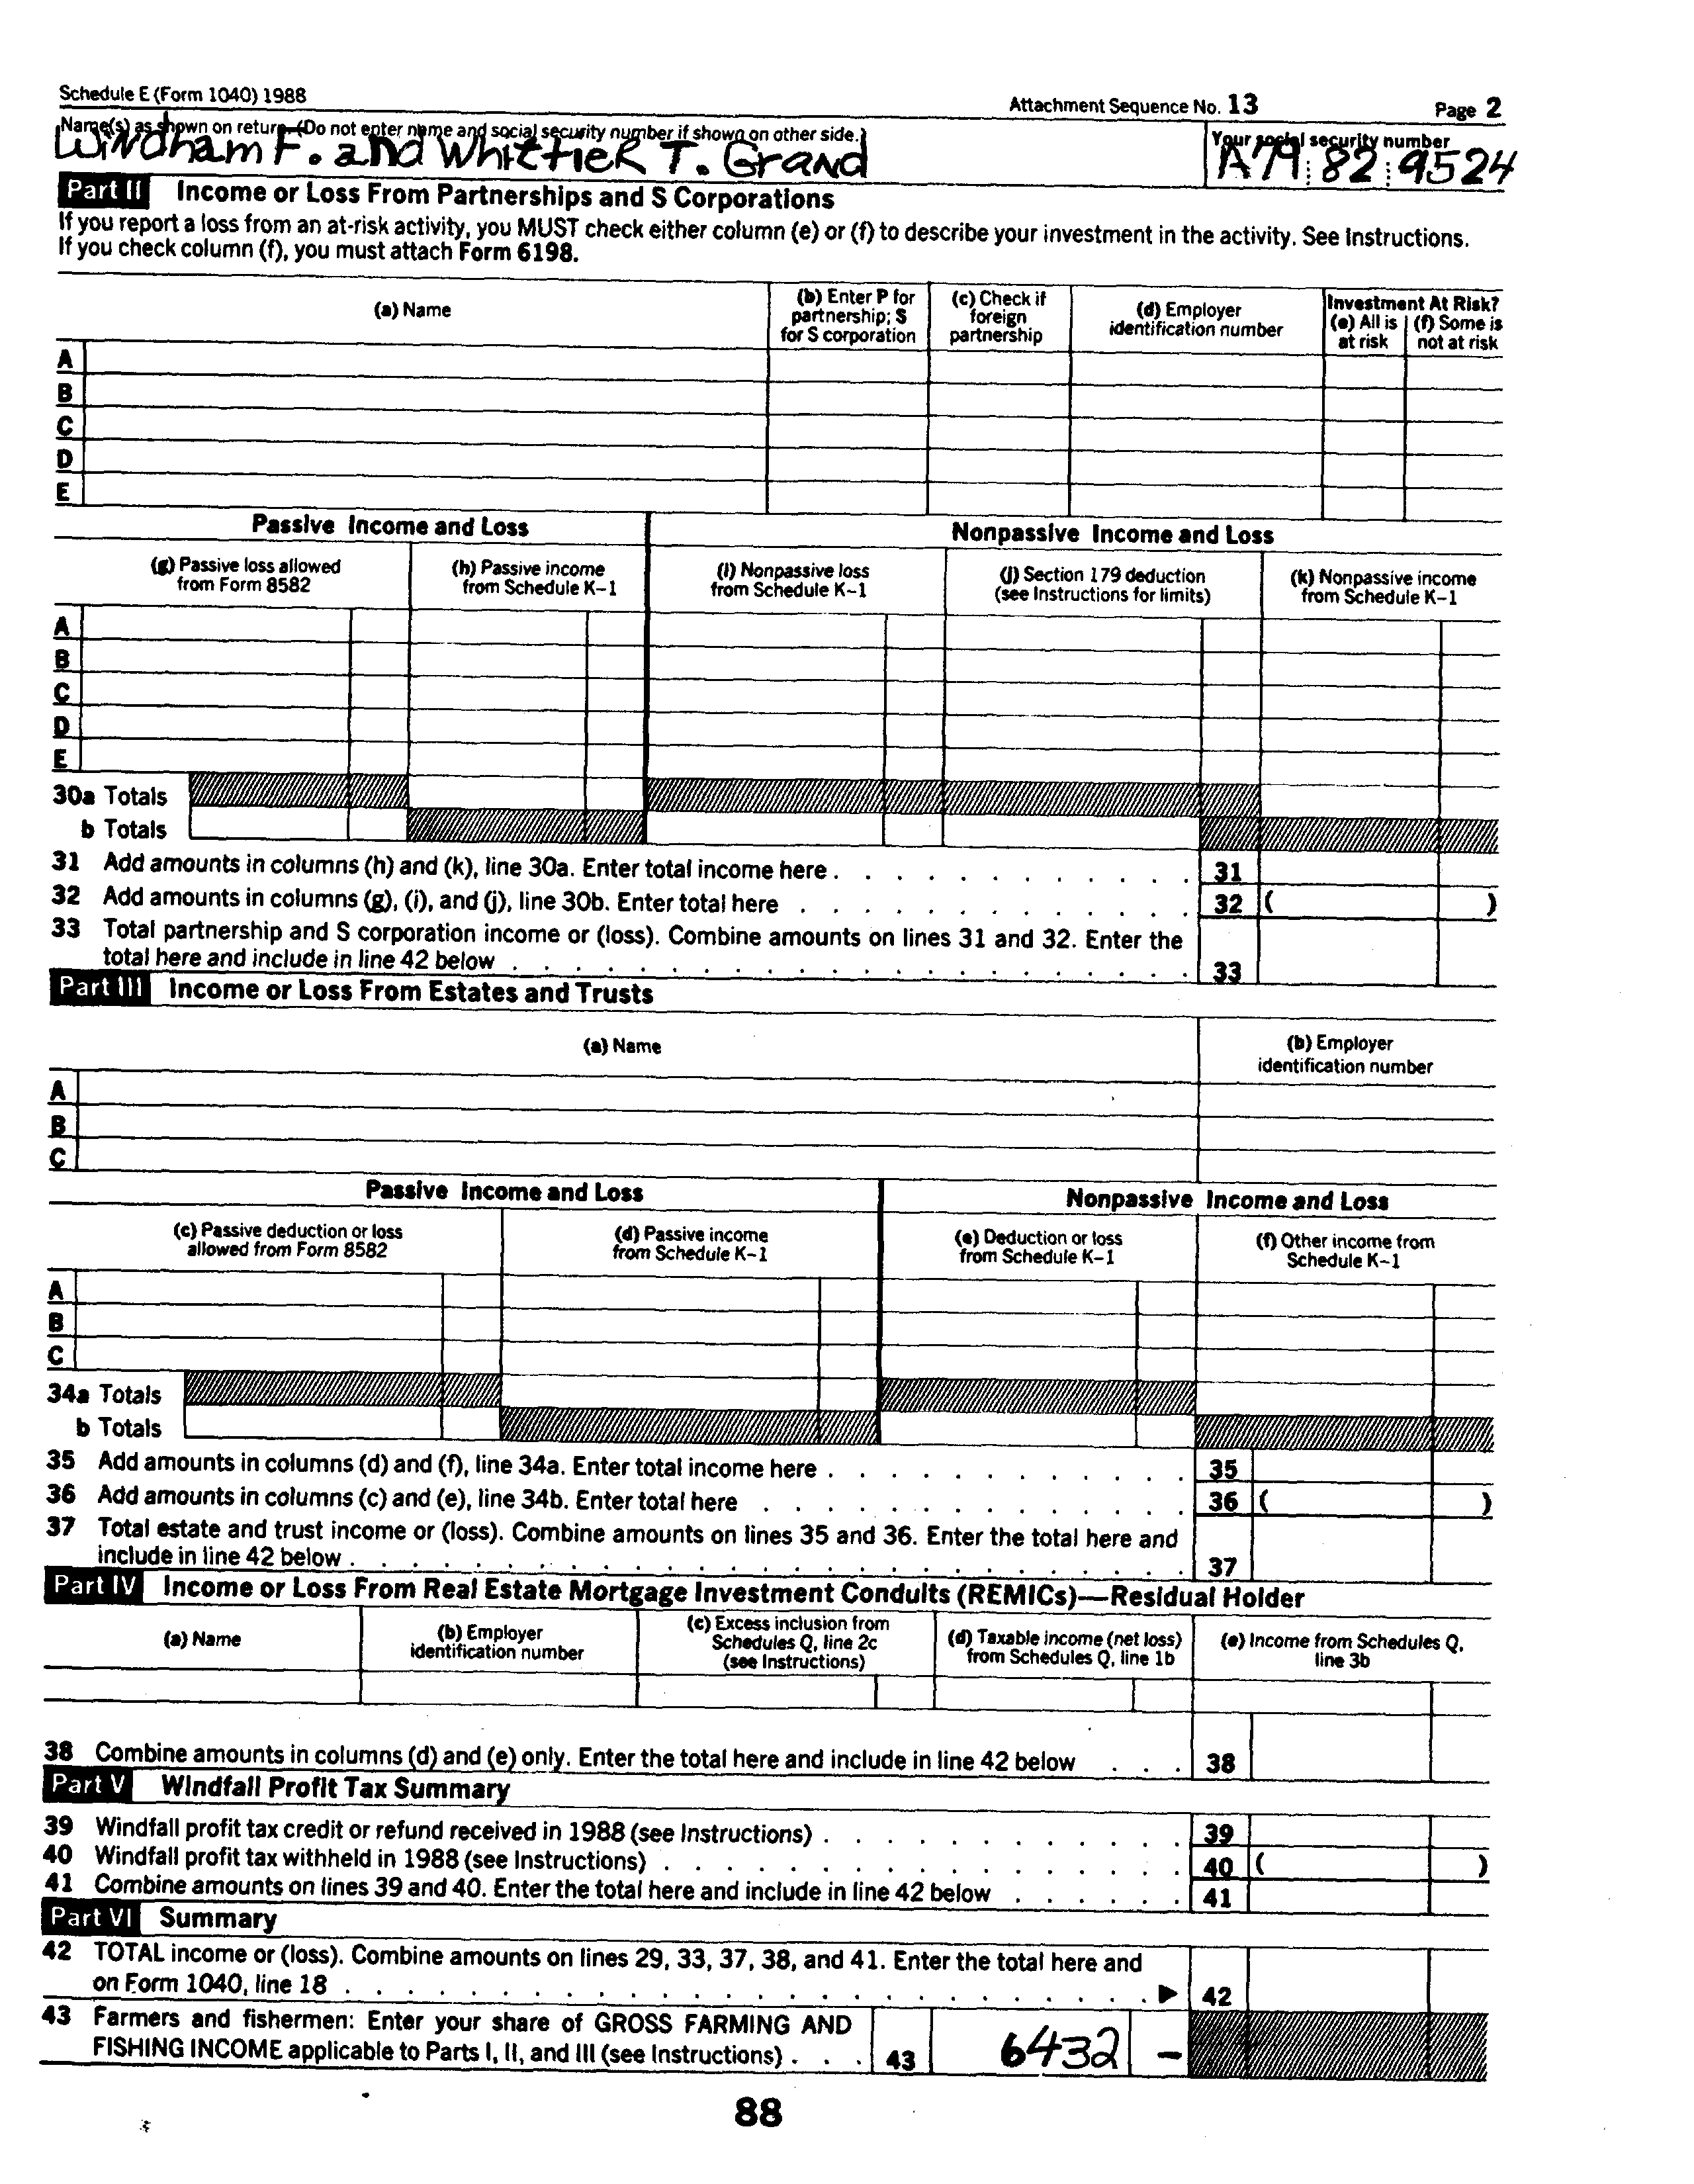 Schedule E (Form 1040) 1988
Attachment Sequence No. 13
Page 2
Name(s) as shown on return. (Do not enter name and social security number if shown on other side.)
Windham F. and Whittier T. Grand
Your social security number
A79 82 9524
Part II Income or Loss From Partnerships and S Corporations
If you report a loss from an at-risk activity, you MUST check either column (e) or (f) to describe your investment in the activity. See Instructions.
If you check column (f), you must attach Form 6198.
(a) Name
(b) Enter P for
partnership; S
for S corporation
(c) Check if
foreign
partnership
(d) Employer
identification number
Investment At Risk?
(e) All is
at risk
(f) Some is
not at risk
A
B
C
D
E
Passive Income and Loss
Nonpassive Income and Loss
(g) Passive loss allowed
from Form 8582
(h) Passive income
from Schedule K-1
(i) Nonpassive loss
from Schedule K-1
(j) Section 179 deduction
(see Instructions for limits)
(k) Nonpassive income
from Schedule K-1
A
B
C
D
E
30a Totals
b Totals
31 Add amounts in columns (h) and (k), line 30a. Enter total income here . . . . . . . . . . . . 31
32 Add amounts in columns (g), (i), and (j), line 30b. Enter total here . . . . . . . . . . . . . 32 ( )
33 Total partnership and S corporation income or (loss). Combine amounts on lines 31 and 32. Enter the
total here and include in line 42 below . . . . . . . . . . . . . . . . . . . . . . 33
Part III Income or Loss From Estates and Trusts
(a) Name
(b) Employer
identification number
A
B
C
Passive Income and Loss
Nonpassive Income and Loss
(c) Passive deduction or loss
allowed from Form 8582
(d) Passive income
from Schedule K-1
(e) Deduction or loss
from Schedule K-1
(f) Other income from
Schedule K-1
A
B
C
34a Totals
b Totals
35 Add amounts in columns (d) and (f), line 34a. Enter total income here . . . . . . . . . . . . 35
36 Add amounts in columns (c) and (e), line 34b. Enter total here . . . . . . . . . . . . . . 36 ( )
37 Total estate and trust income or (loss). Combine amounts on lines 35 and 36. Enter the total here and
include in line 42 below . . . . . . . . . . . . . . . . . . . . . . . . . . 37
Part IV Income or Loss From Real Estate Mortgage Investment Conduits (REMICs)—Residual Holder
(a) Name
(b) Employer
identification number
(c) Excess inclusion from
Schedules Q, line 2c
(see Instructions)
(d) Taxable income (net loss)
from Schedules Q, line 1b
(e) Income from Schedules Q,
line 3b
38 Combine amounts in columns (d) and (e) only. Enter the total here and include in line 42 below . . . 38
Part V Windfall Profit Tax Summary
39 Windfall profit tax credit or refund received in 1988 (see Instructions) . . . . . . . . . . . . 39
40 Windfall profit tax withheld in 1988 (see Instructions) . . . . . . . . . . . . . . . . . 40 ( )
41 Combine amounts on lines 39 and 40. Enter the total here and include in line 42 below . . . . . . 41
Part VI Summary
42 TOTAL income or (loss). Combine amounts on lines 29, 33, 37, 38, and 41. Enter the total here and
on Form 1040, line 18 . . . . . . . . . . . . . . . . . . . . . . . . . . ▶ 42
43 Farmers and fishermen: Enter your share of GROSS FARMING AND
FISHING INCOME applicable to Parts I, II, and III (see Instructions) . . . 43 6432 –
88